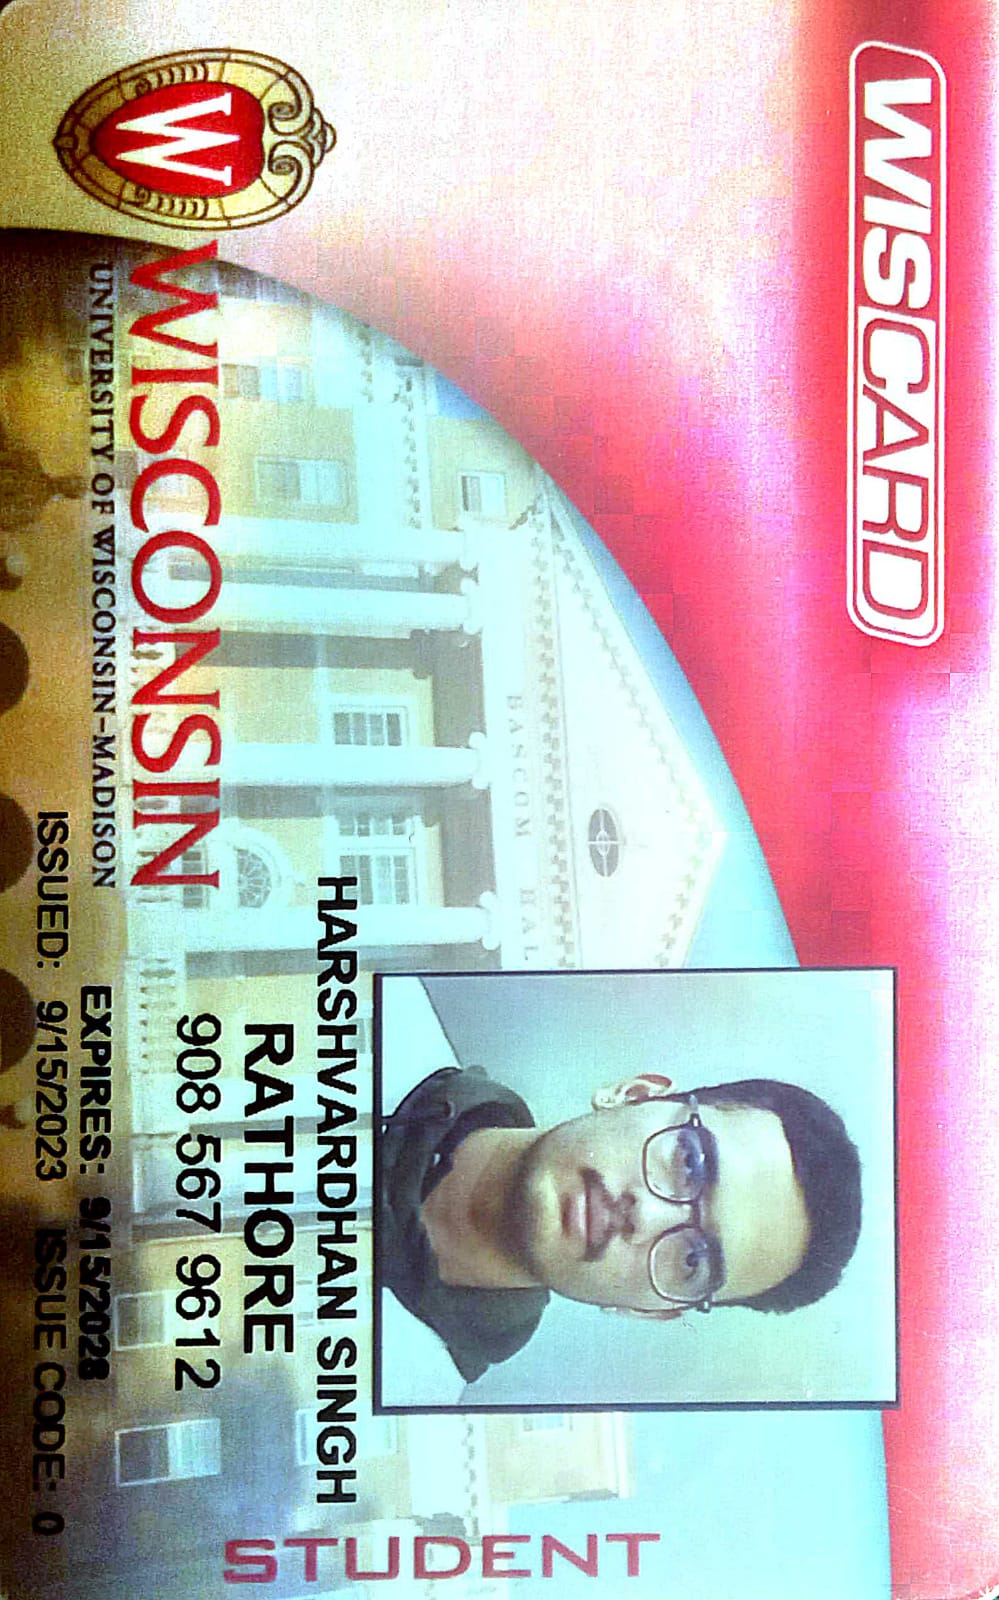 WISCARD
W
WISCONSIN
UNIVERSITY OF WISCONSIN–MADISON
BASCOM HAL
HARSHVARDHAN SINGH
RATHORE
908 567 9612
EXPIRES: 9/15/2028
ISSUED: 9/15/2023 ISSUE CODE: 0
STUDENT